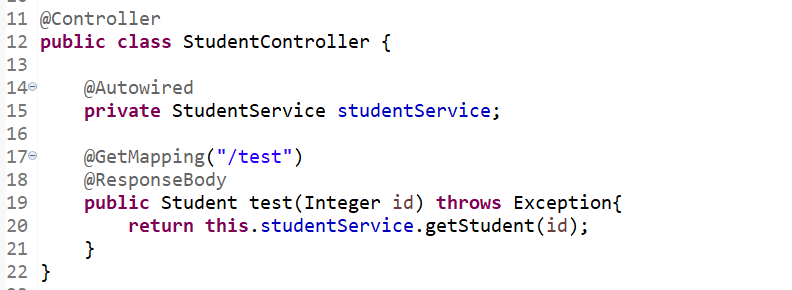 11 @Controller
12 public class StudentController {
13
14 @Autowired
15 private StudentService studentService;
16
17 @GetMapping("/test")
18 @ResponseBody
19 public Student test(Integer id) throws Exception{
20 return this.studentService.getStudent(id);
21 }
22 }